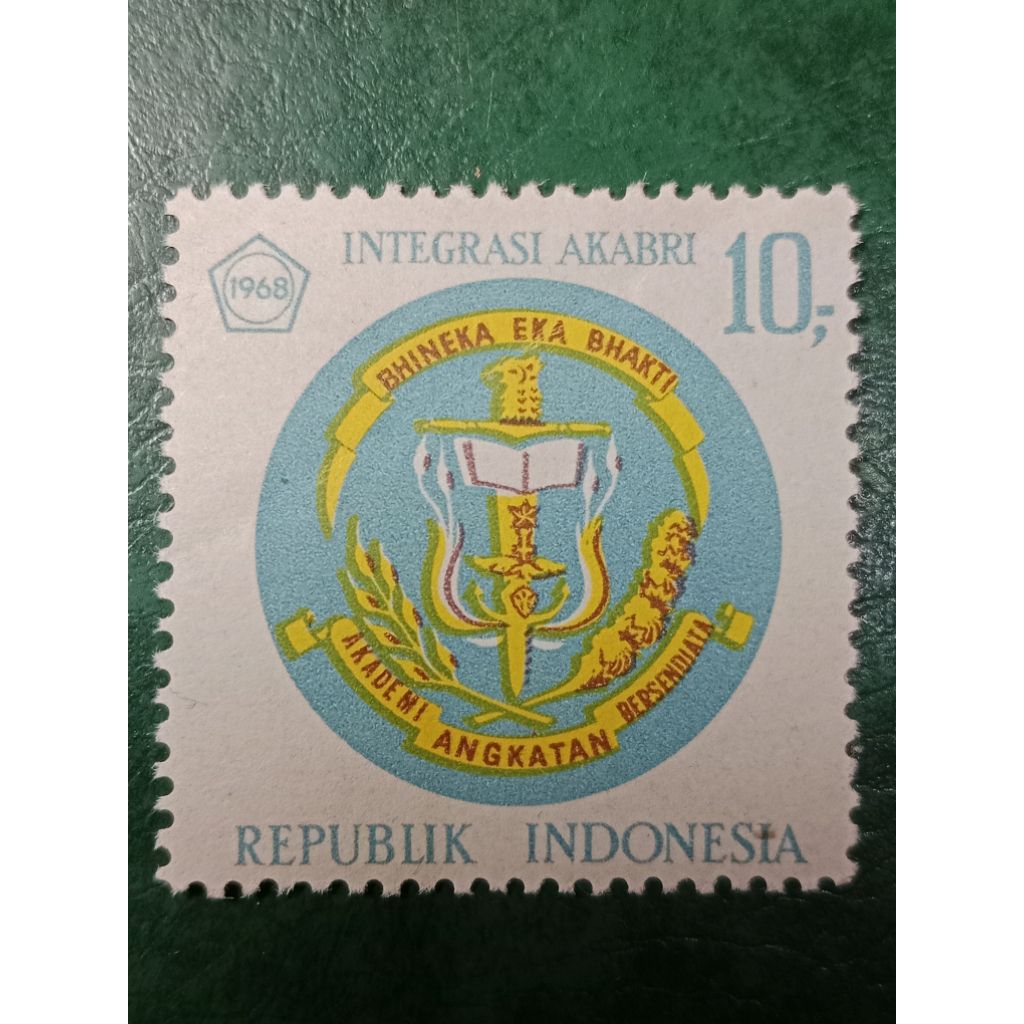 INTEGRASI AKABRI
10,-
1968
BHINEKA EKA BHAKTI
AKADEMI ANGKATAN BERSENDJATA
REPUBLIK INDONESIA